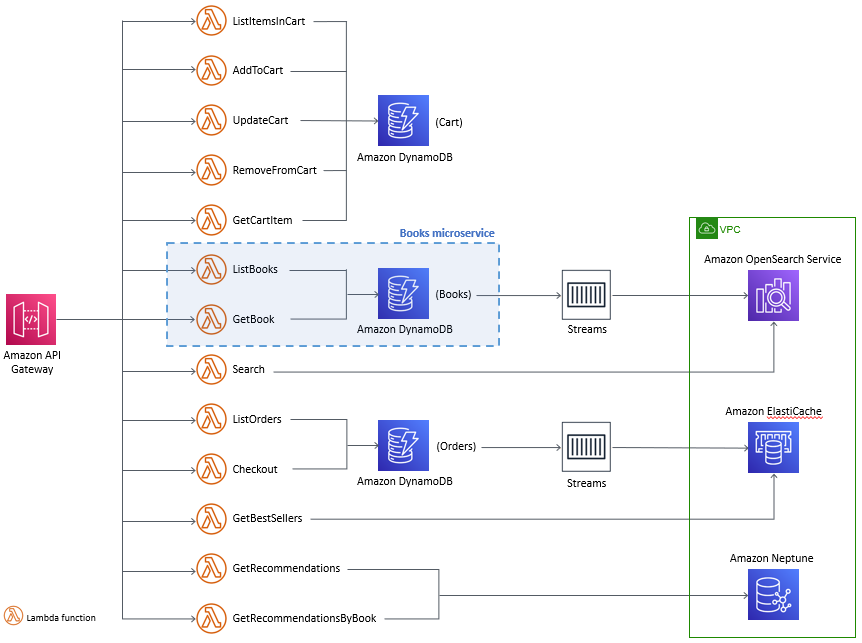 ListItemsInCart
AddToCart
UpdateCart
(Cart)
Amazon DynamoDB
RemoveFromCart
GetCartItem
Books microservice
VPC
Amazon OpenSearch Service
ListBooks
(Books)
GetBook
Amazon DynamoDB
Streams
Amazon API
Gateway
Search
Amazon ElastiCache
ListOrders
(Orders)
Checkout
Amazon DynamoDB
Streams
GetBestSellers
Amazon Neptune
GetRecommendations
GetRecommendationsByBook
Lambda function